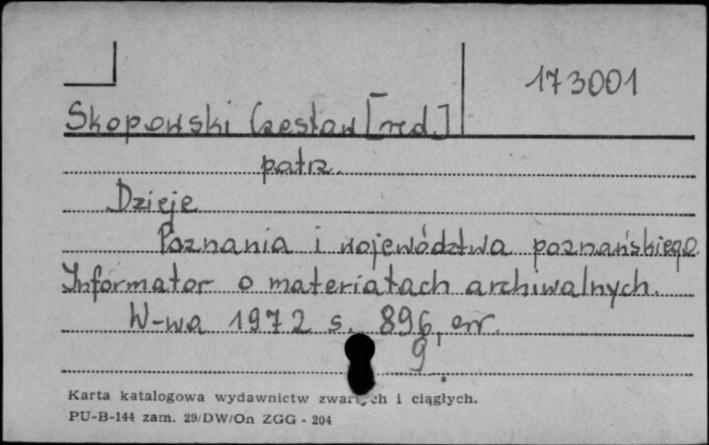 173001
Skopowski Czesław [red.]
patrz
Dzieje
Poznania i województwa poznańskiego.
Informator o materiałach archiwalnych.
W-wa 1972 s. 896, err.
9
Karta katalogowa wydawnictw zwartych i ciągłych.
PU-B-144 zam. 29/DW/On ZGG - 204